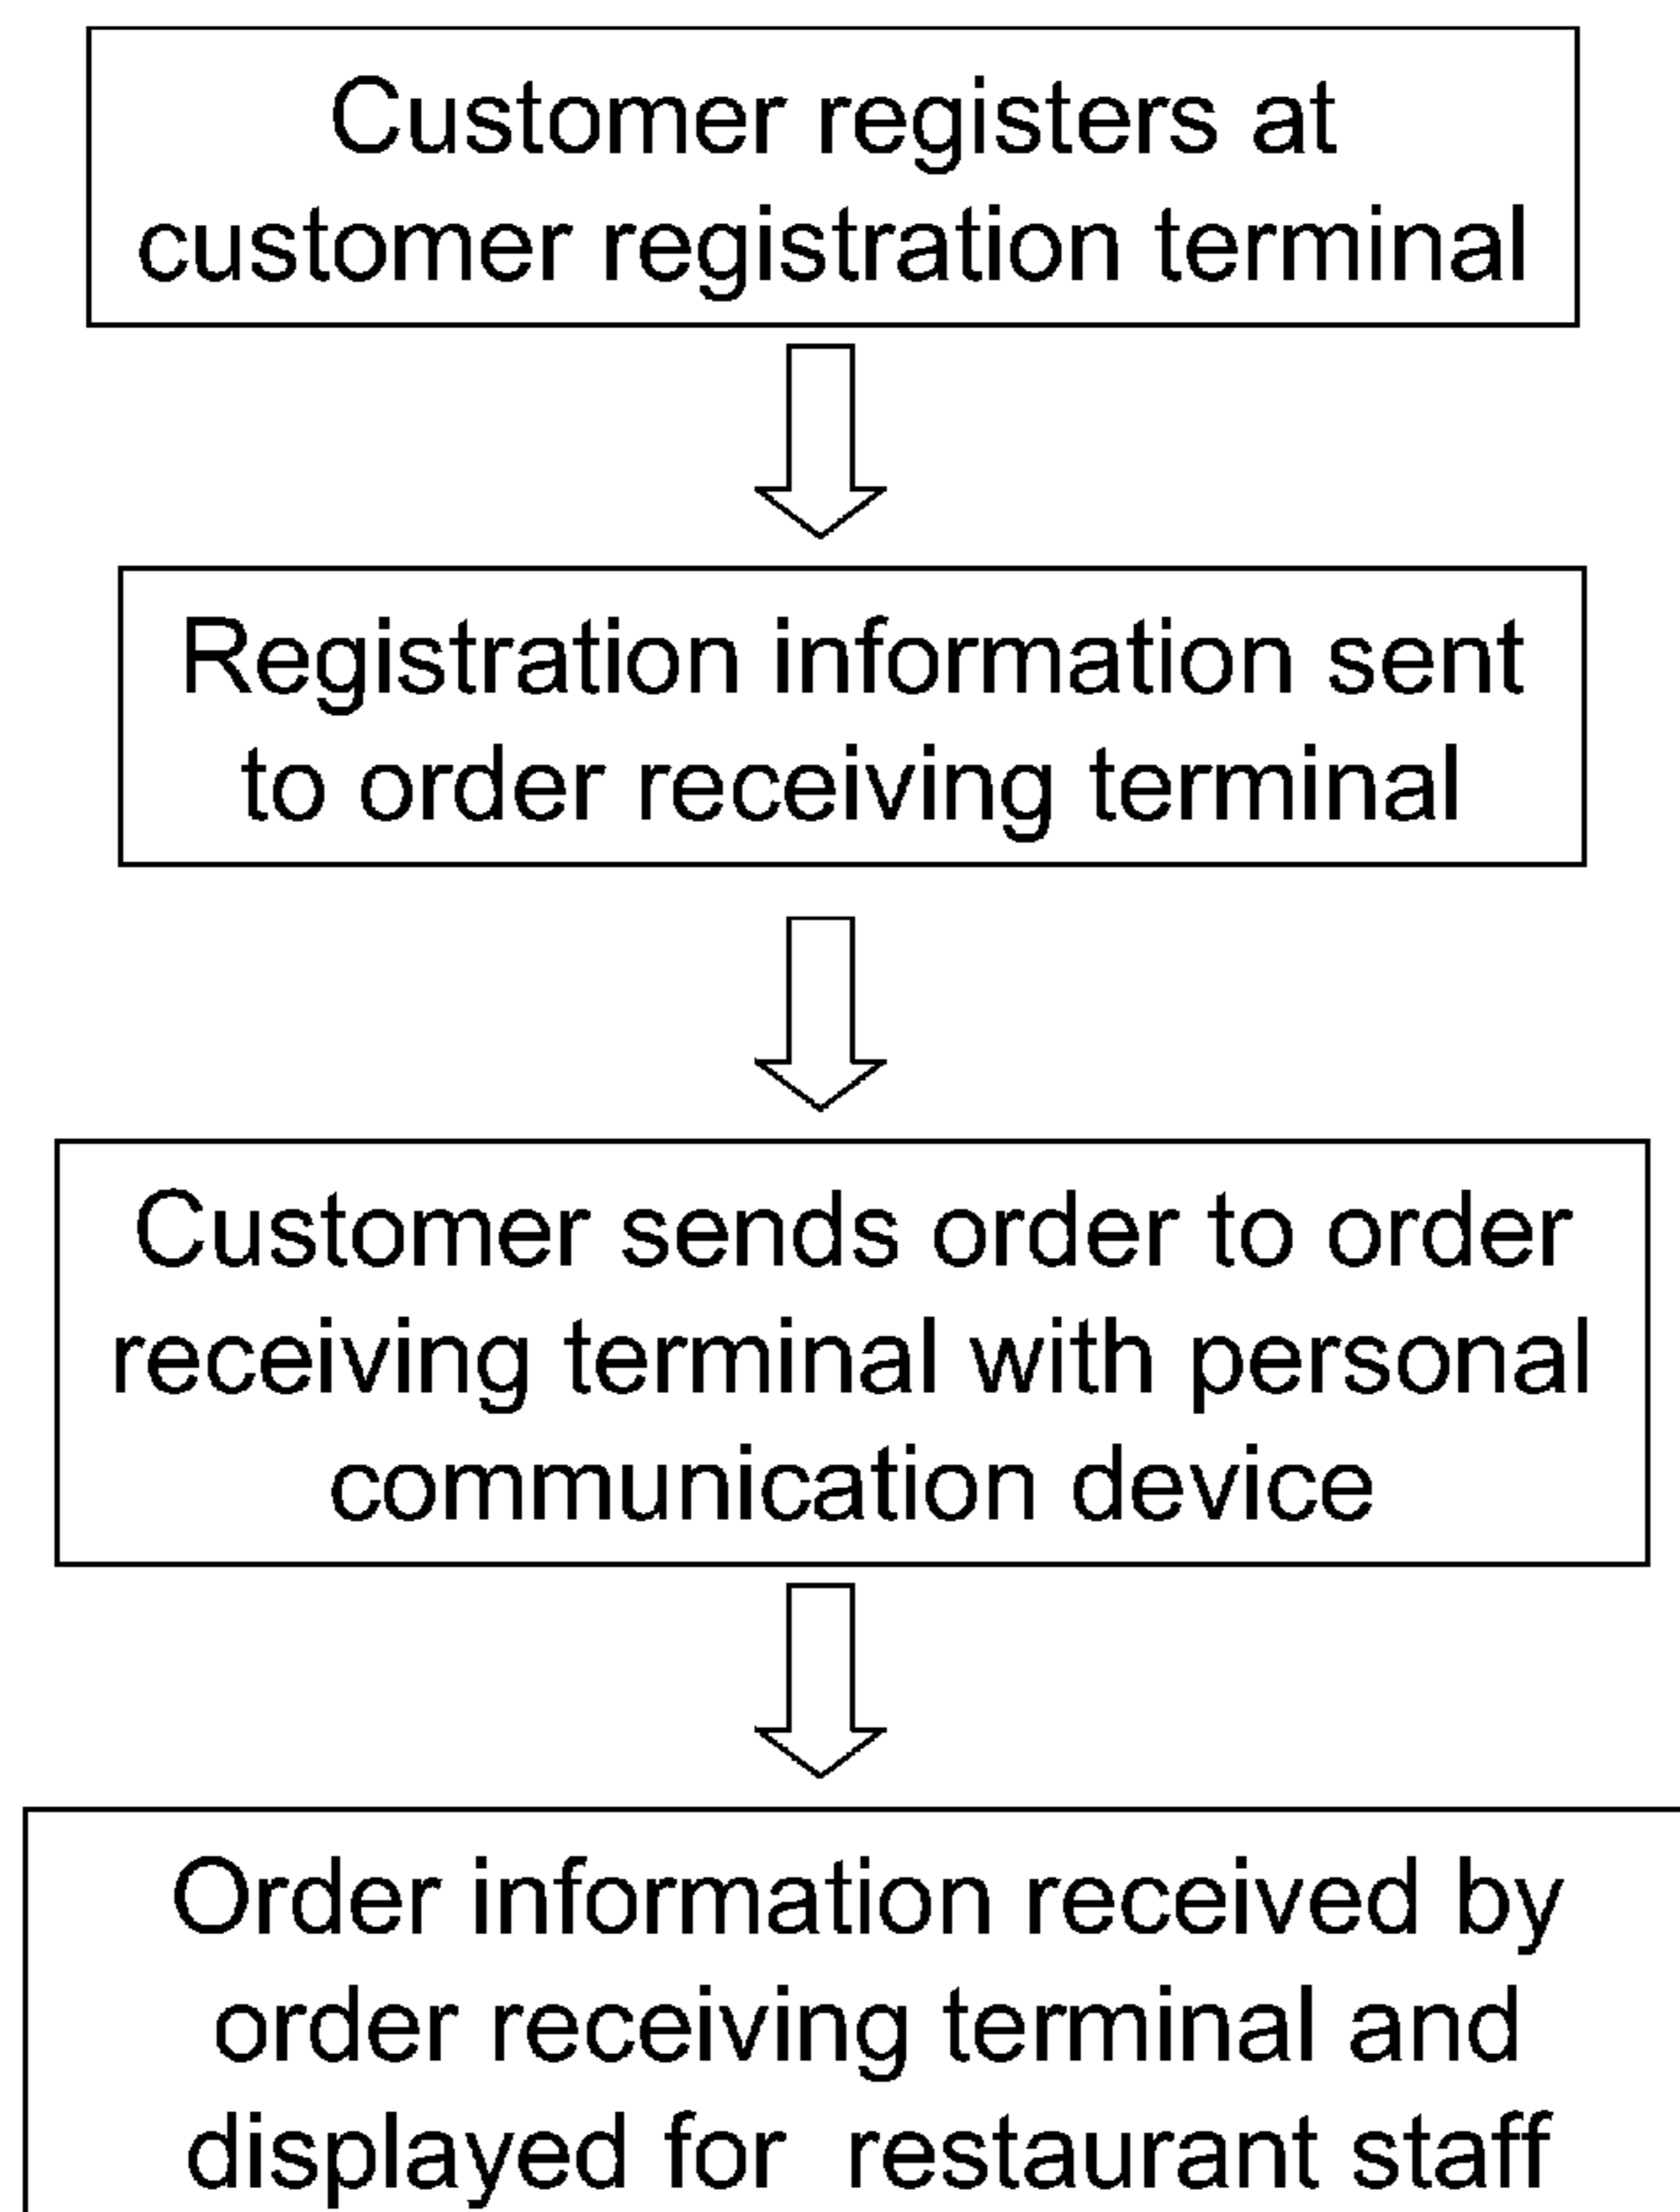 Customer registers at
customer registration terminal
Registration information sent
to order receiving terminal
Customer sends order to order
receiving terminal with personal
communication device
Order information received by
order receiving terminal and
displayed for restaurant staff